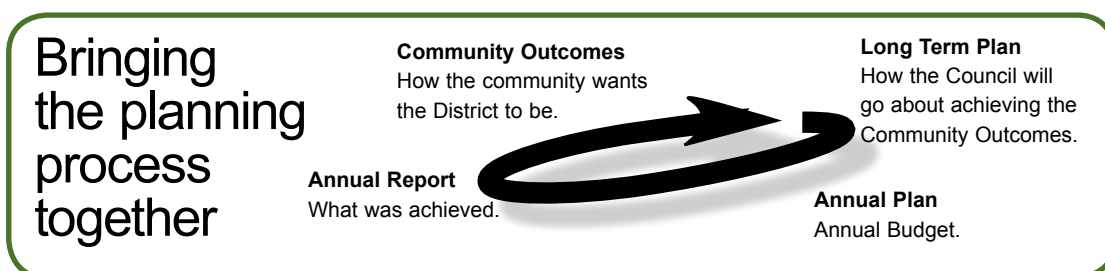 Bringing
the planning
process
together
Community Outcomes
How the community wants
the District to be.
Long Term Plan
How the Council will
go about achieving the
Community Outcomes.
Annual Report
What was achieved.
Annual Plan
Annual Budget.